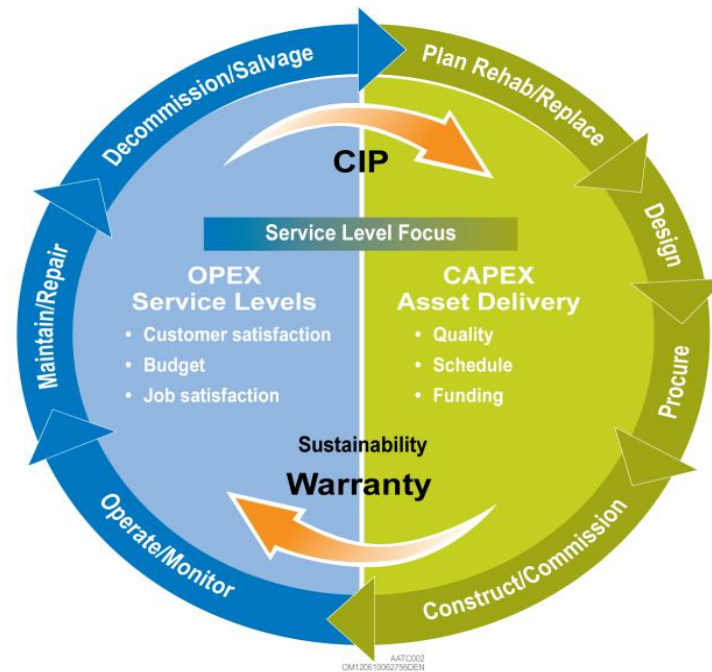 Decommission/Salvage
Plan Rehab/Replace
Design
Procure
Construct/Commission
Operate/Monitor
Maintain/Repair
CIP
Service Level Focus
OPEX
Service Levels
• Customer satisfaction
• Budget
• Job satisfaction
CAPEX
Asset Delivery
• Quality
• Schedule
• Funding
Sustainability
Warranty
AATC002
OM120610062756DEN